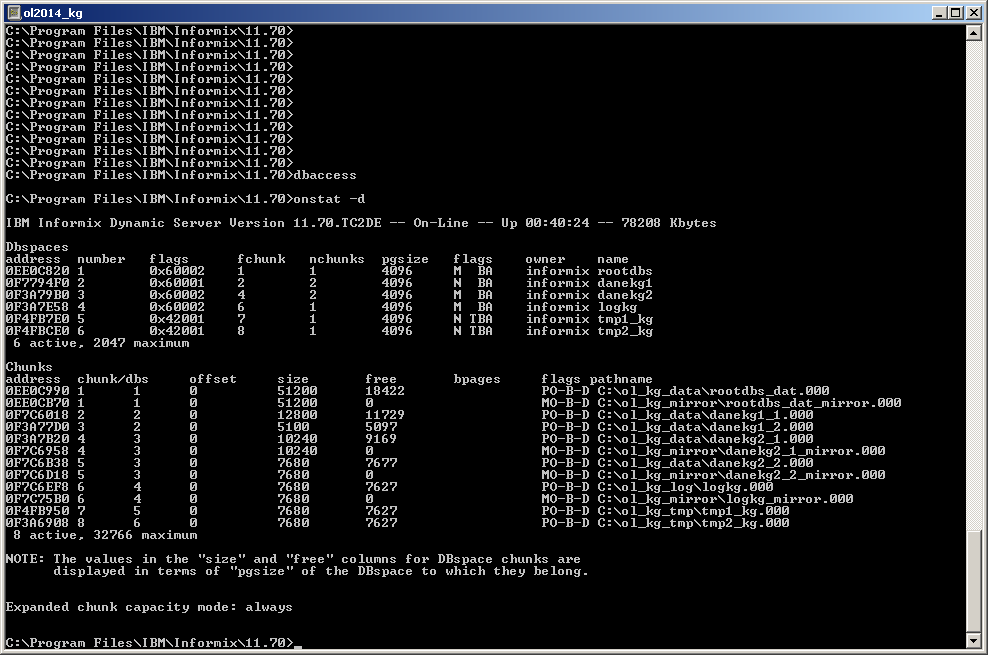 ol2014_kg
C:\Program Files\IBM\Informix\11.70>
C:\Program Files\IBM\Informix\11.70>
C:\Program Files\IBM\Informix\11.70>
C:\Program Files\IBM\Informix\11.70>
C:\Program Files\IBM\Informix\11.70>
C:\Program Files\IBM\Informix\11.70>
C:\Program Files\IBM\Informix\11.70>
C:\Program Files\IBM\Informix\11.70>
C:\Program Files\IBM\Informix\11.70>
C:\Program Files\IBM\Informix\11.70>
C:\Program Files\IBM\Informix\11.70>
C:\Program Files\IBM\Informix\11.70>
C:\Program Files\IBM\Informix\11.70>dbaccess
C:\Program Files\IBM\Informix\11.70>onstat -d
IBM Informix Dynamic Server Version 11.70.TC2DE -- On-Line -- Up 00:40:24 -- 78208 Kbytes
Dbspaces
address  number   flags      fchunk   nchunks  pgsize   flags    owner    name
0EE0C820 1        0x60002    1        1        4096     M  BA    informix rootdbs
0F7794F0 2        0x60001    2        2        4096     N  BA    informix danekg1
0F3A79B0 3        0x60002    4        2        4096     M  BA    informix danekg2
0F3A7E58 4        0x60002    6        1        4096     M  BA    informix logkg
0F4FB7E0 5        0x42001    7        1        4096     N TBA    informix tmp1_kg
0F4FBCE0 6        0x42001    8        1        4096     N TBA    informix tmp2_kg
 6 active, 2047 maximum
Chunks
address  chunk/dbs     offset     size       free       bpages     flags pathname
0EE0C990 1      1      0          51200      18422                 PO-B-D C:\ol_kg_data\rootdbs_dat.000
0EE0CB70 1      1      0          51200      0                     MO-B-D C:\ol_kg_mirror\rootdbs_dat_mirror.000
0F7C6018 2      2      0          12800      11729                 PO-B-D C:\ol_kg_data\danekg1_1.000
0F3A77D0 3      2      0          5100       5097                  PO-B-D C:\ol_kg_data\danekg1_2.000
0F3A7B20 4      3      0          10240      9169                  PO-B-D C:\ol_kg_data\danekg2_1.000
0F7C6958 4      3      0          10240      0                     MO-B-D C:\ol_kg_mirror\danekg2_1_mirror.000
0F7C6B38 5      3      0          7680       7677                  PO-B-D C:\ol_kg_data\danekg2_2.000
0F7C6D18 5      3      0          7680       0                     MO-B-D C:\ol_kg_mirror\danekg2_2_mirror.000
0F7C6EF8 6      4      0          7680       7627                  PO-B-D C:\ol_kg_log\logkg.000
0F7C75B0 6      4      0          7680       0                     MO-B-D C:\ol_kg_mirror\logkg_mirror.000
0F4FB950 7      5      0          7680       7627                  PO-B-D C:\ol_kg_tmp\tmp1_kg.000
0F3A6908 8      6      0          7680       7627                  PO-B-D C:\ol_kg_tmp\tmp2_kg.000
 8 active, 32766 maximum
NOTE: The values in the "size" and "free" columns for DBspace chunks are
      displayed in terms of "pgsize" of the DBspace to which they belong.
Expanded chunk capacity mode: always
C:\Program Files\IBM\Informix\11.70>_